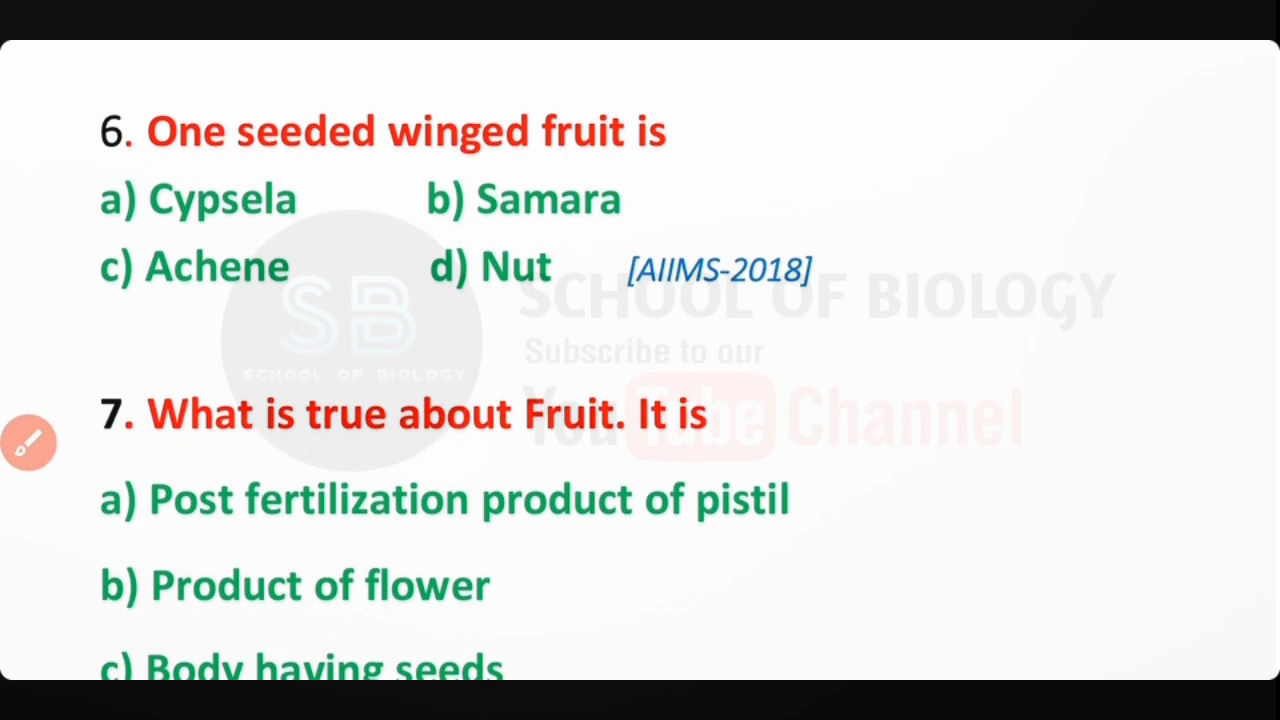 6. One seeded winged fruit is
a) Cypsela b) Samara
c) Achene d) Nut [AIIMS-2018]
SB
SCHOOL OF BIOLOGY
SCHOOL OF BIOLOGY
Subscribe to our
YouTube Channel
7. What is true about Fruit. It is
a) Post fertilization product of pistil
b) Product of flower
c) Body having seeds